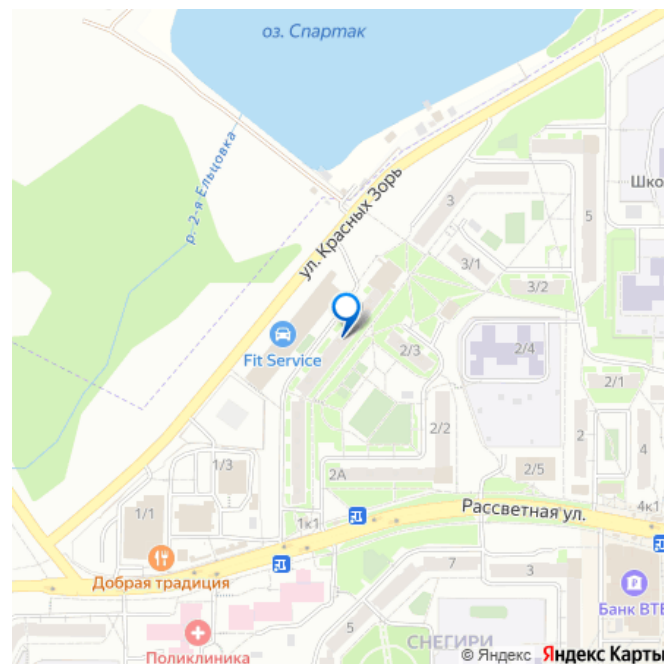 оз. Спартак
р. 2-я Ельцовка
ул. Красных Зорь
Шко
3
5
3/1
3/2
Fit Service
2/3
2/4
2/1
2/2
2
4
1/3
2А
2/5
4к1
1/1
1к1
Рассветная ул.
Добрая традиция
7
3
Банк ВТБ
5
СНЕГИРИ
Поликлиника
© Яндекс Яндекс Карты